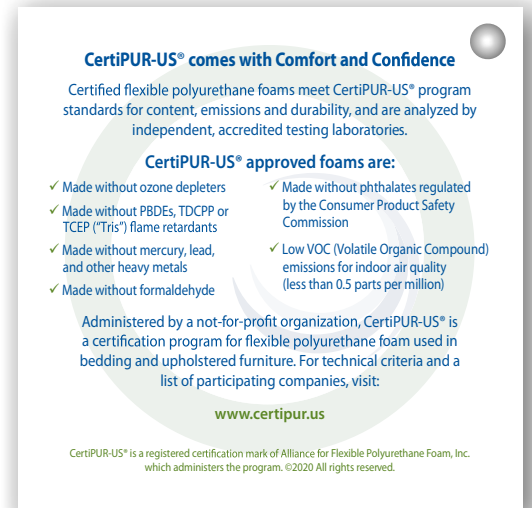 CertiPUR-US® comes with Comfort and Confidence
Certified flexible polyurethane foams meet CertiPUR-US® program
standards for content, emissions and durability, and are analyzed by
independent, accredited testing laboratories.
CertiPUR-US® approved foams are:
✓ Made without ozone depleters
✓ Made without PBDEs, TDCPP or
TCEP (“Tris”) flame retardants
✓ Made without mercury, lead,
and other heavy metals
✓ Made without formaldehyde
✓ Made without phthalates regulated
by the Consumer Product Safety
Commission
✓ Low VOC (Volatile Organic Compound)
emissions for indoor air quality
(less than 0.5 parts per million)
Administered by a not-for-profit organization, CertiPUR-US® is
a certification program for flexible polyurethane foam used in
bedding and upholstered furniture. For technical criteria and a
list of participating companies, visit:
www.certipur.us
CertiPUR-US® is a registered certification mark of Alliance for Flexible Polyurethane Foam, Inc.
which administers the program. ©2020 All rights reserved.